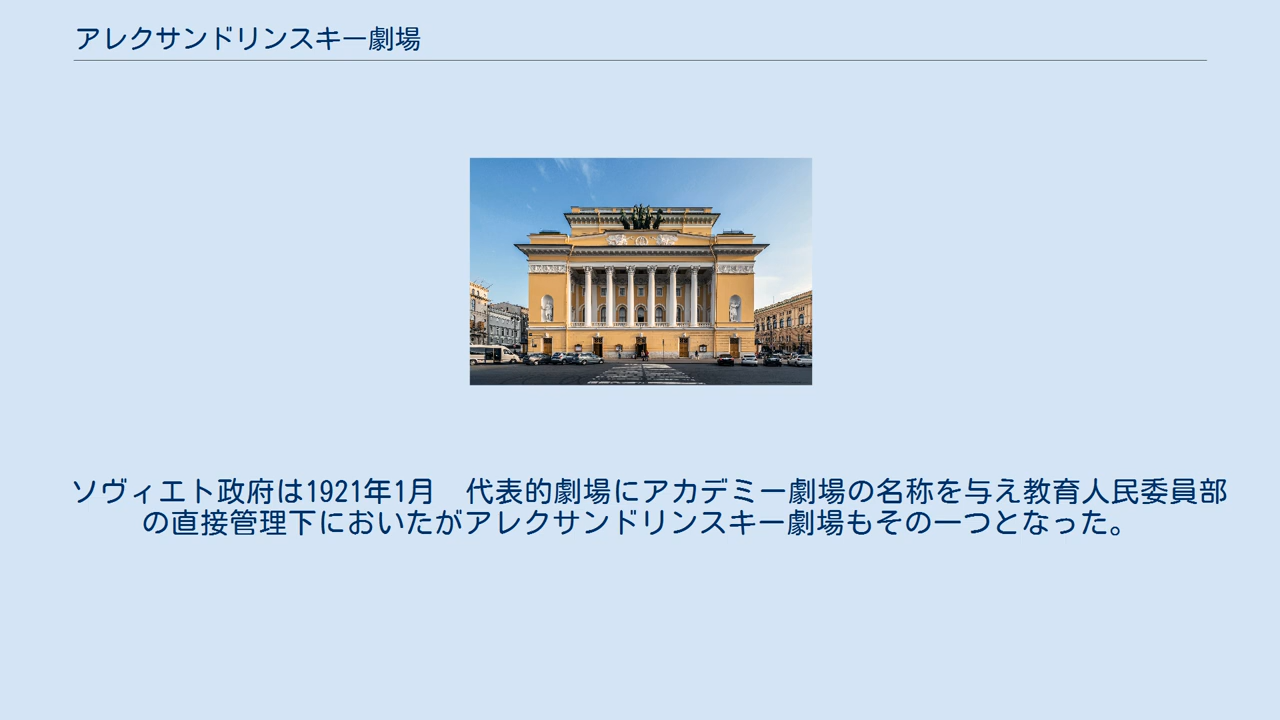 アレクサンドリンスキー劇場
ソヴィエト政府は1921年1月　代表的劇場にアカデミー劇場の名称を与え教育人民委員部
の直接管理下においたがアレクサンドリンスキー劇場もその一つとなった。